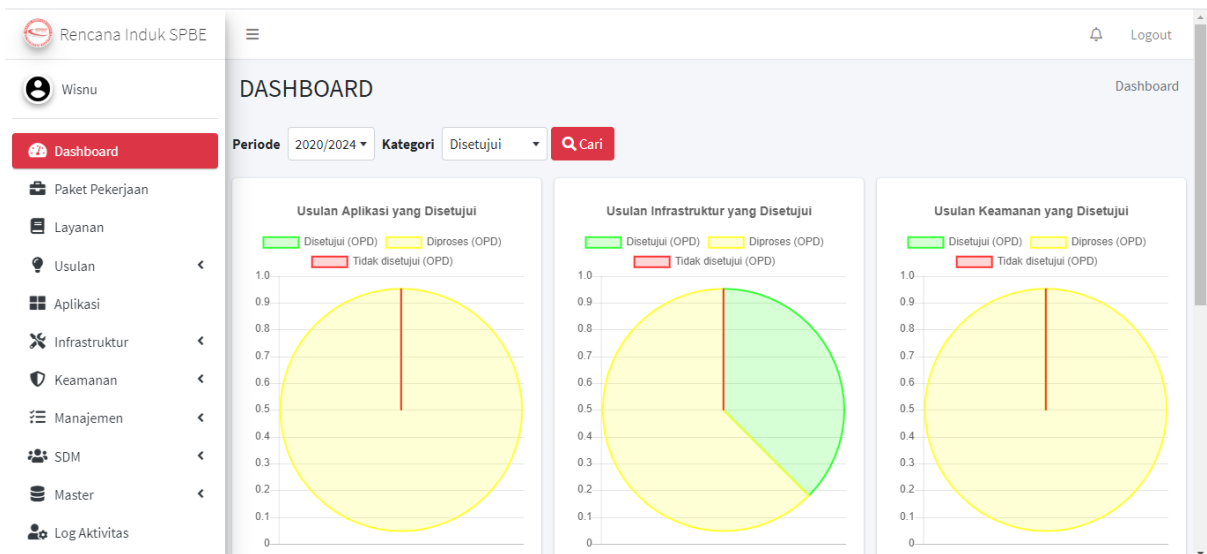 Rencana Induk SPBE
Logout
Wisnu
DASHBOARD
Dashboard
Periode 2020/2024 Kategori Disetujui Cari
Dashboard
Paket Pekerjaan
Layanan
Usulan
Aplikasi
Infrastruktur
Keamanan
Manajemen
SDM
Master
Log Aktivitas
Usulan Aplikasi yang Disetujui
Disetujui (OPD) Diproses (OPD)
Tidak disetujui (OPD)
1.0
0.9
0.8
0.7
0.6
0.5
0.4
0.3
0.2
0.1
0
Usulan Infrastruktur yang Disetujui
Disetujui (OPD) Diproses (OPD)
Tidak disetujui (OPD)
1.0
0.9
0.8
0.7
0.6
0.5
0.4
0.3
0.2
0.1
0
Usulan Keamanan yang Disetujui
Disetujui (OPD) Diproses (OPD)
Tidak disetujui (OPD)
1.0
0.9
0.8
0.7
0.6
0.5
0.4
0.3
0.2
0.1
0